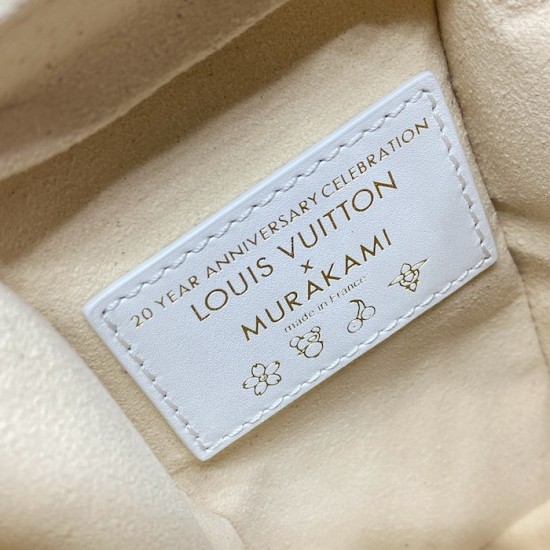 20 YEAR ANNIVERSARY CELEBRATION
LOUIS VUITTON
x
MURAKAMI
made in France